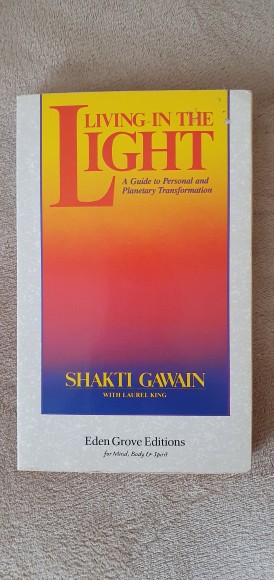 LIVING IN THE
LIGHT
A Guide to Personal and
Planetary Transformation
SHAKTI GAWAIN
WITH LAUREL KING
Eden Grove Editions
for Mind, Body & Spirit